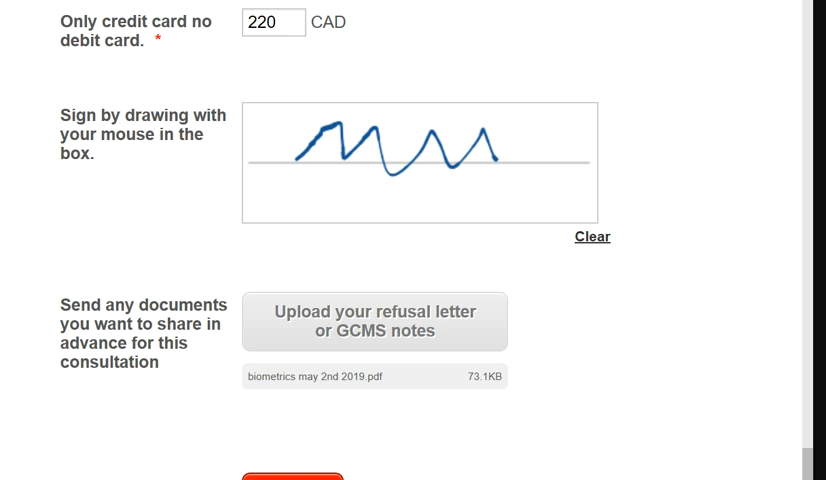 Only credit card no
debit card. *
220 CAD
Sign by drawing with
your mouse in the
box.
Clear
Send any documents
you want to share in
advance for this
consultation
Upload your refusal letter
or GCMS notes
biometrics may 2nd 2019.pdf 73.1KB